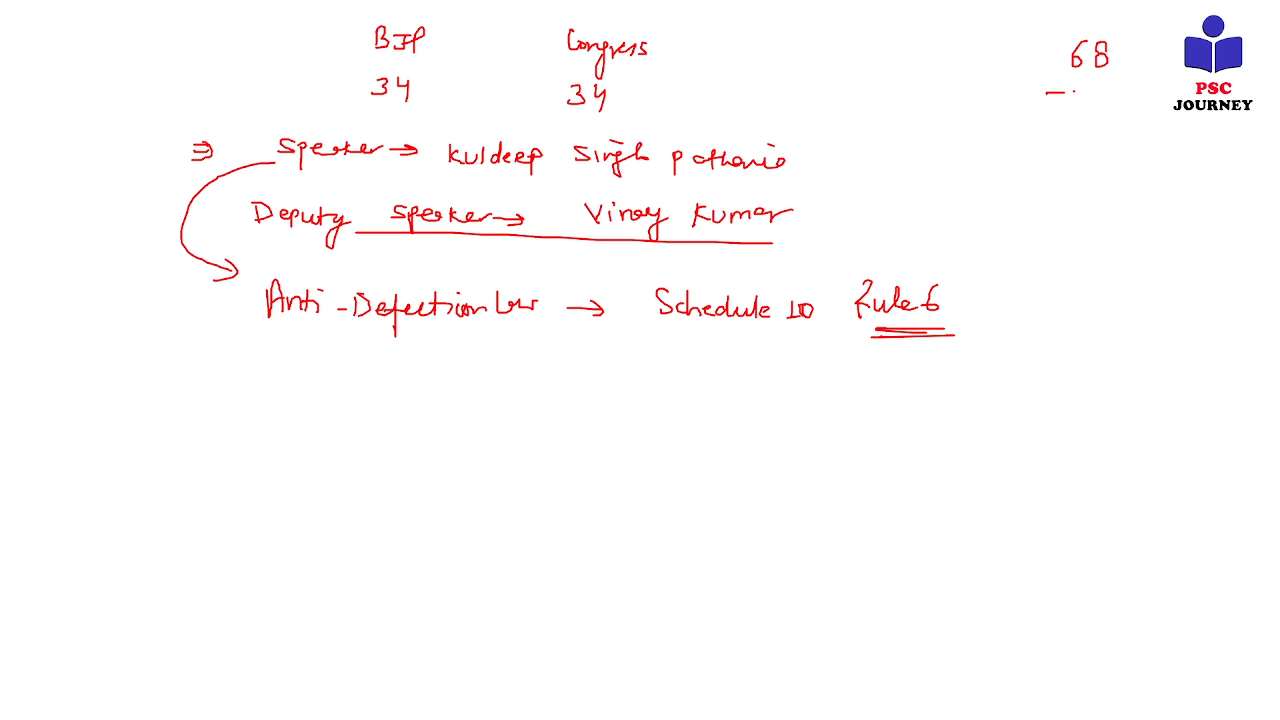 BJP Congress 68
34 34 -
PSC
JOURNEY
⇒ Speaker → Kuldeep Singh pathania
Deputy speaker → Vinay Kumar
Anti-Defection law → Schedule 10 Rule 6